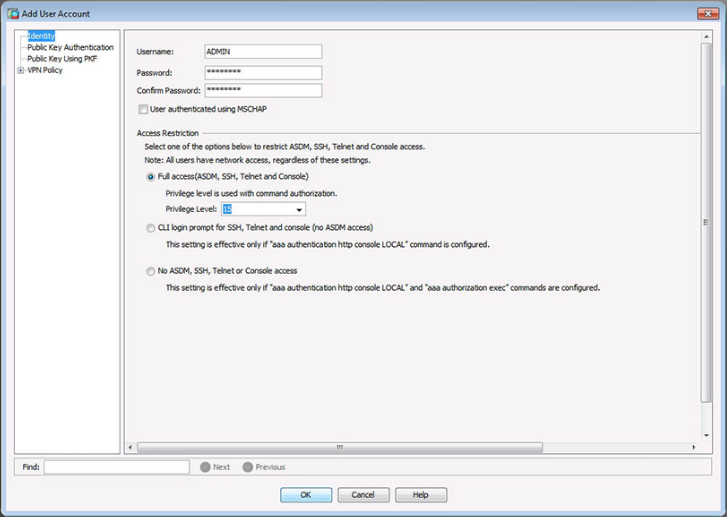 Add User Account
Identity
Public Key Authentication
Public Key Using PKF
VPN Policy
Username: ADMIN
Password: ********
Confirm Password: ********
User authenticated using MSCHAP
Access Restriction
Select one of the options below to restrict ASDM, SSH, Telnet and Console access.
Note: All users have network access, regardless of these settings.
Full access(ASDM, SSH, Telnet and Console)
Privilege level is used with command authorization.
Privilege Level: 15
CLI login prompt for SSH, Telnet and console (no ASDM access)
This setting is effective only if "aaa authentication http console LOCAL" command is configured.
No ASDM, SSH, Telnet or Console access
This setting is effective only if "aaa authentication http console LOCAL" and "aaa authorization exec" commands are configured.
Find: Next Previous
OK Cancel Help